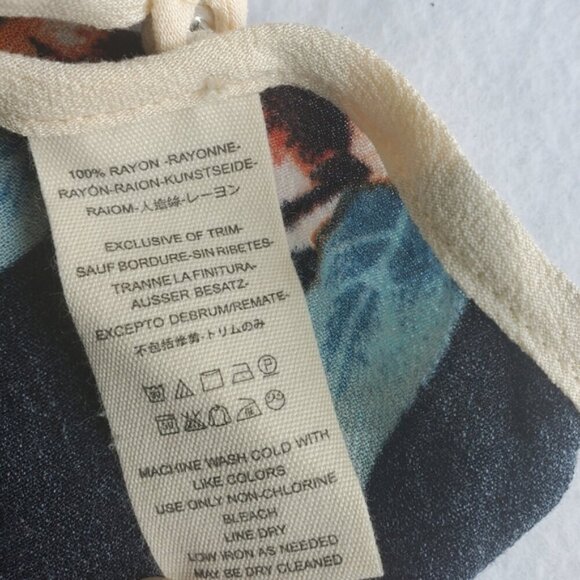 100% RAYON -RAYONNE-
RAYÓN-RAION-KUNSTSEIDE-
RAIOM-人造絲-レーヨン
EXCLUSIVE OF TRIM-
SAUF BORDURE-SIN RIBETES-
TRANNE LA FINITURA-
AUSSER BESATZ-
EXCEPTO DEBRUM/REMATE-
不包括修剪-トリムのみ
MACHINE WASH COLD WITH
LIKE COLORS
USE ONLY NON-CHLORINE
BLEACH
LINE DRY
LOW IRON AS NEEDED
MAY BE DRY CLEANED